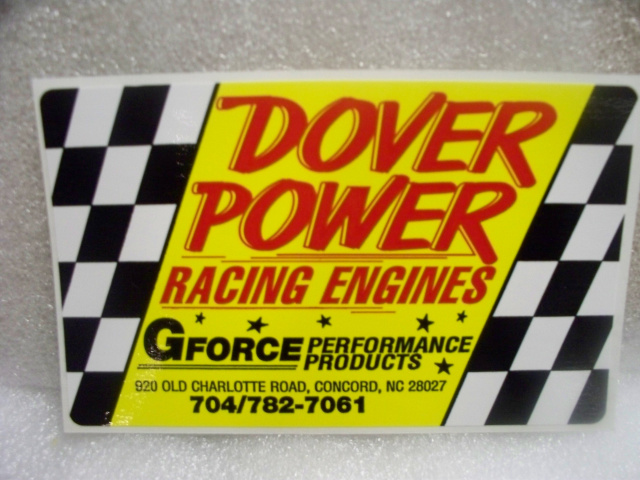 DOVER
POWER
RACING ENGINES
GFORCE PERFORMANCE
PRODUCTS
920 OLD CHARLOTTE ROAD, CONCORD, NC 28027
704/782-7061